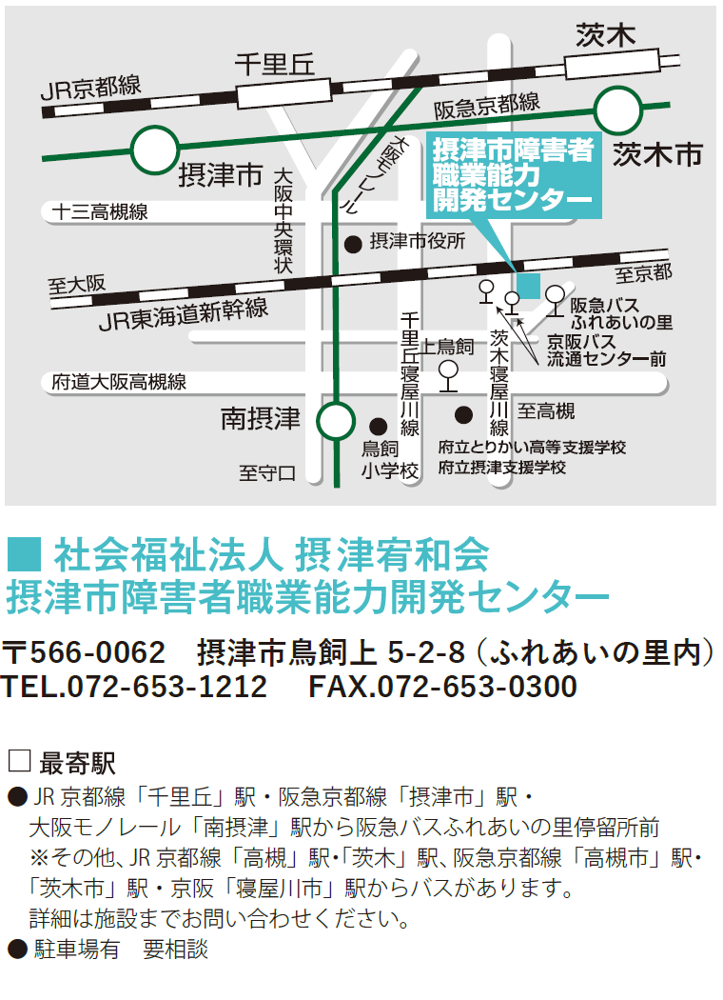 茨木
千里丘
JR京都線
阪急京都線
摂津市
茨木市
大阪モノレール
摂津市障害者
職業能力
開発センター
大阪中央環状
十三高槻線
摂津市役所
至大阪
至京都
JR東海道新幹線
阪急バス
ふれあいの里
京阪バス
流通センター前
千里丘寝屋川線
茨木寝屋川線
上鳥飼
府道大阪高槻線
南摂津
至高槻
鳥飼
小学校
府立とりかい高等支援学校
府立摂津支援学校
至守口
■ 社会福祉法人 摂津宥和会
摂津市障害者職業能力開発センター
〒566-0062　摂津市鳥飼上 5-2-8（ふれあいの里内）
TEL.072-653-1212　FAX.072-653-0300
□ 最寄駅
● JR 京都線「千里丘」駅・阪急京都線「摂津市」駅・
大阪モノレール「南摂津」駅から阪急バスふれあいの里停留所前
※その他、JR 京都線「高槻」駅・「茨木」駅、阪急京都線「高槻市」駅・
「茨木市」駅・京阪「寝屋川市」駅からバスがあります。
詳細は施設までお問い合わせください。
● 駐車場有　要相談